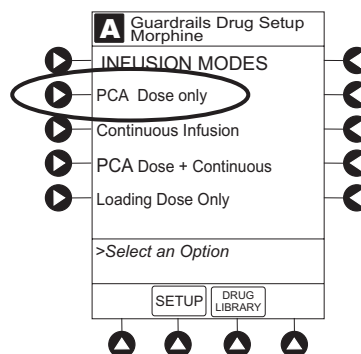 A Guardrails Drug Setup
Morphine
INFUSION MODES
PCA Dose only
Continuous Infusion
PCA Dose + Continuous
Loading Dose Only
>Select an Option
SETUP DRUG
LIBRARY